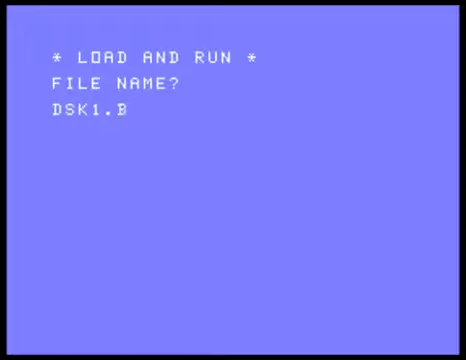 * LOAD AND RUN *
FILE NAME?
DSK1.B